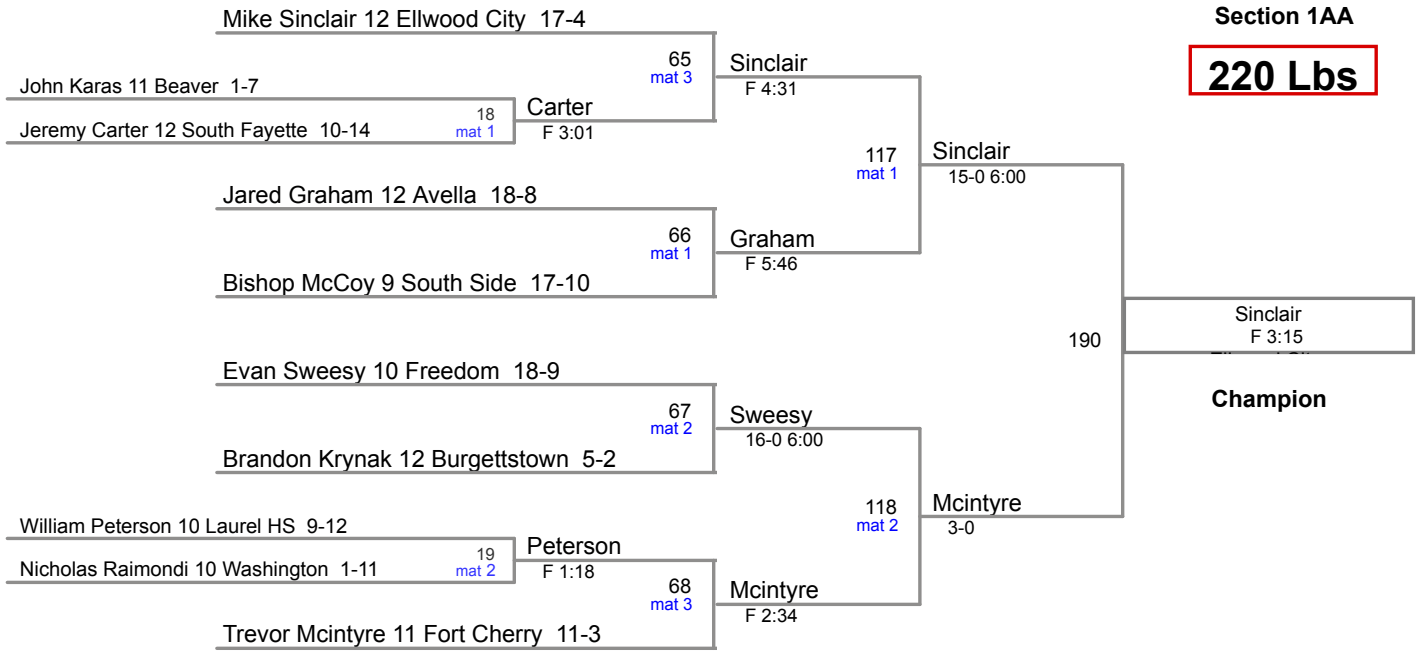 Mike Sinclair 12 Ellwood City 17-4
Section 1AA
220 Lbs
65
mat 3
Sinclair
F 4:31
John Karas 11 Beaver 1-7
18
mat 1
Carter
F 3:01
Jeremy Carter 12 South Fayette 10-14
117
mat 1
Sinclair
15-0 6:00
Jared Graham 12 Avella 18-8
66
mat 1
Graham
F 5:46
Bishop McCoy 9 South Side 17-10
190
Sinclair
F 3:15
Champion
Evan Sweesy 10 Freedom 18-9
67
mat 2
Sweesy
16-0 6:00
Brandon Krynak 12 Burgettstown 5-2
118
mat 2
Mcintyre
3-0
William Peterson 10 Laurel HS 9-12
19
mat 2
Peterson
F 1:18
Nicholas Raimondi 10 Washington 1-11
68
mat 3
Mcintyre
F 2:34
Trevor Mcintyre 11 Fort Cherry 11-3